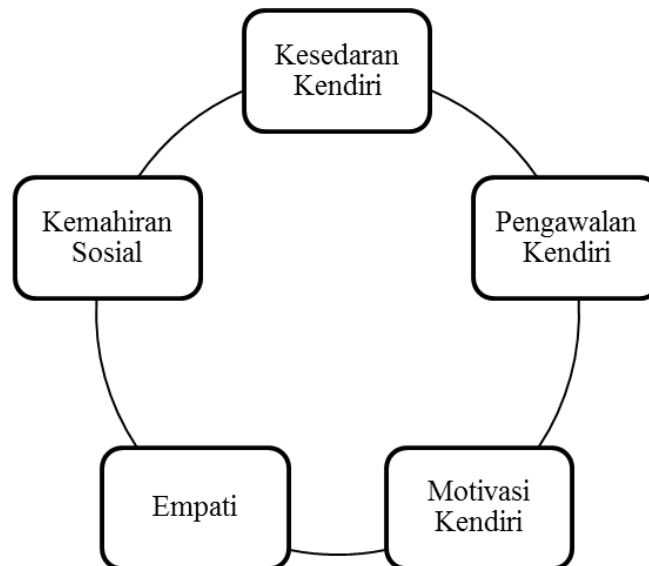 Kesedaran
Kendiri
Pengawalan
Kendiri
Motivasi
Kendiri
Empati
Kemahiran
Sosial